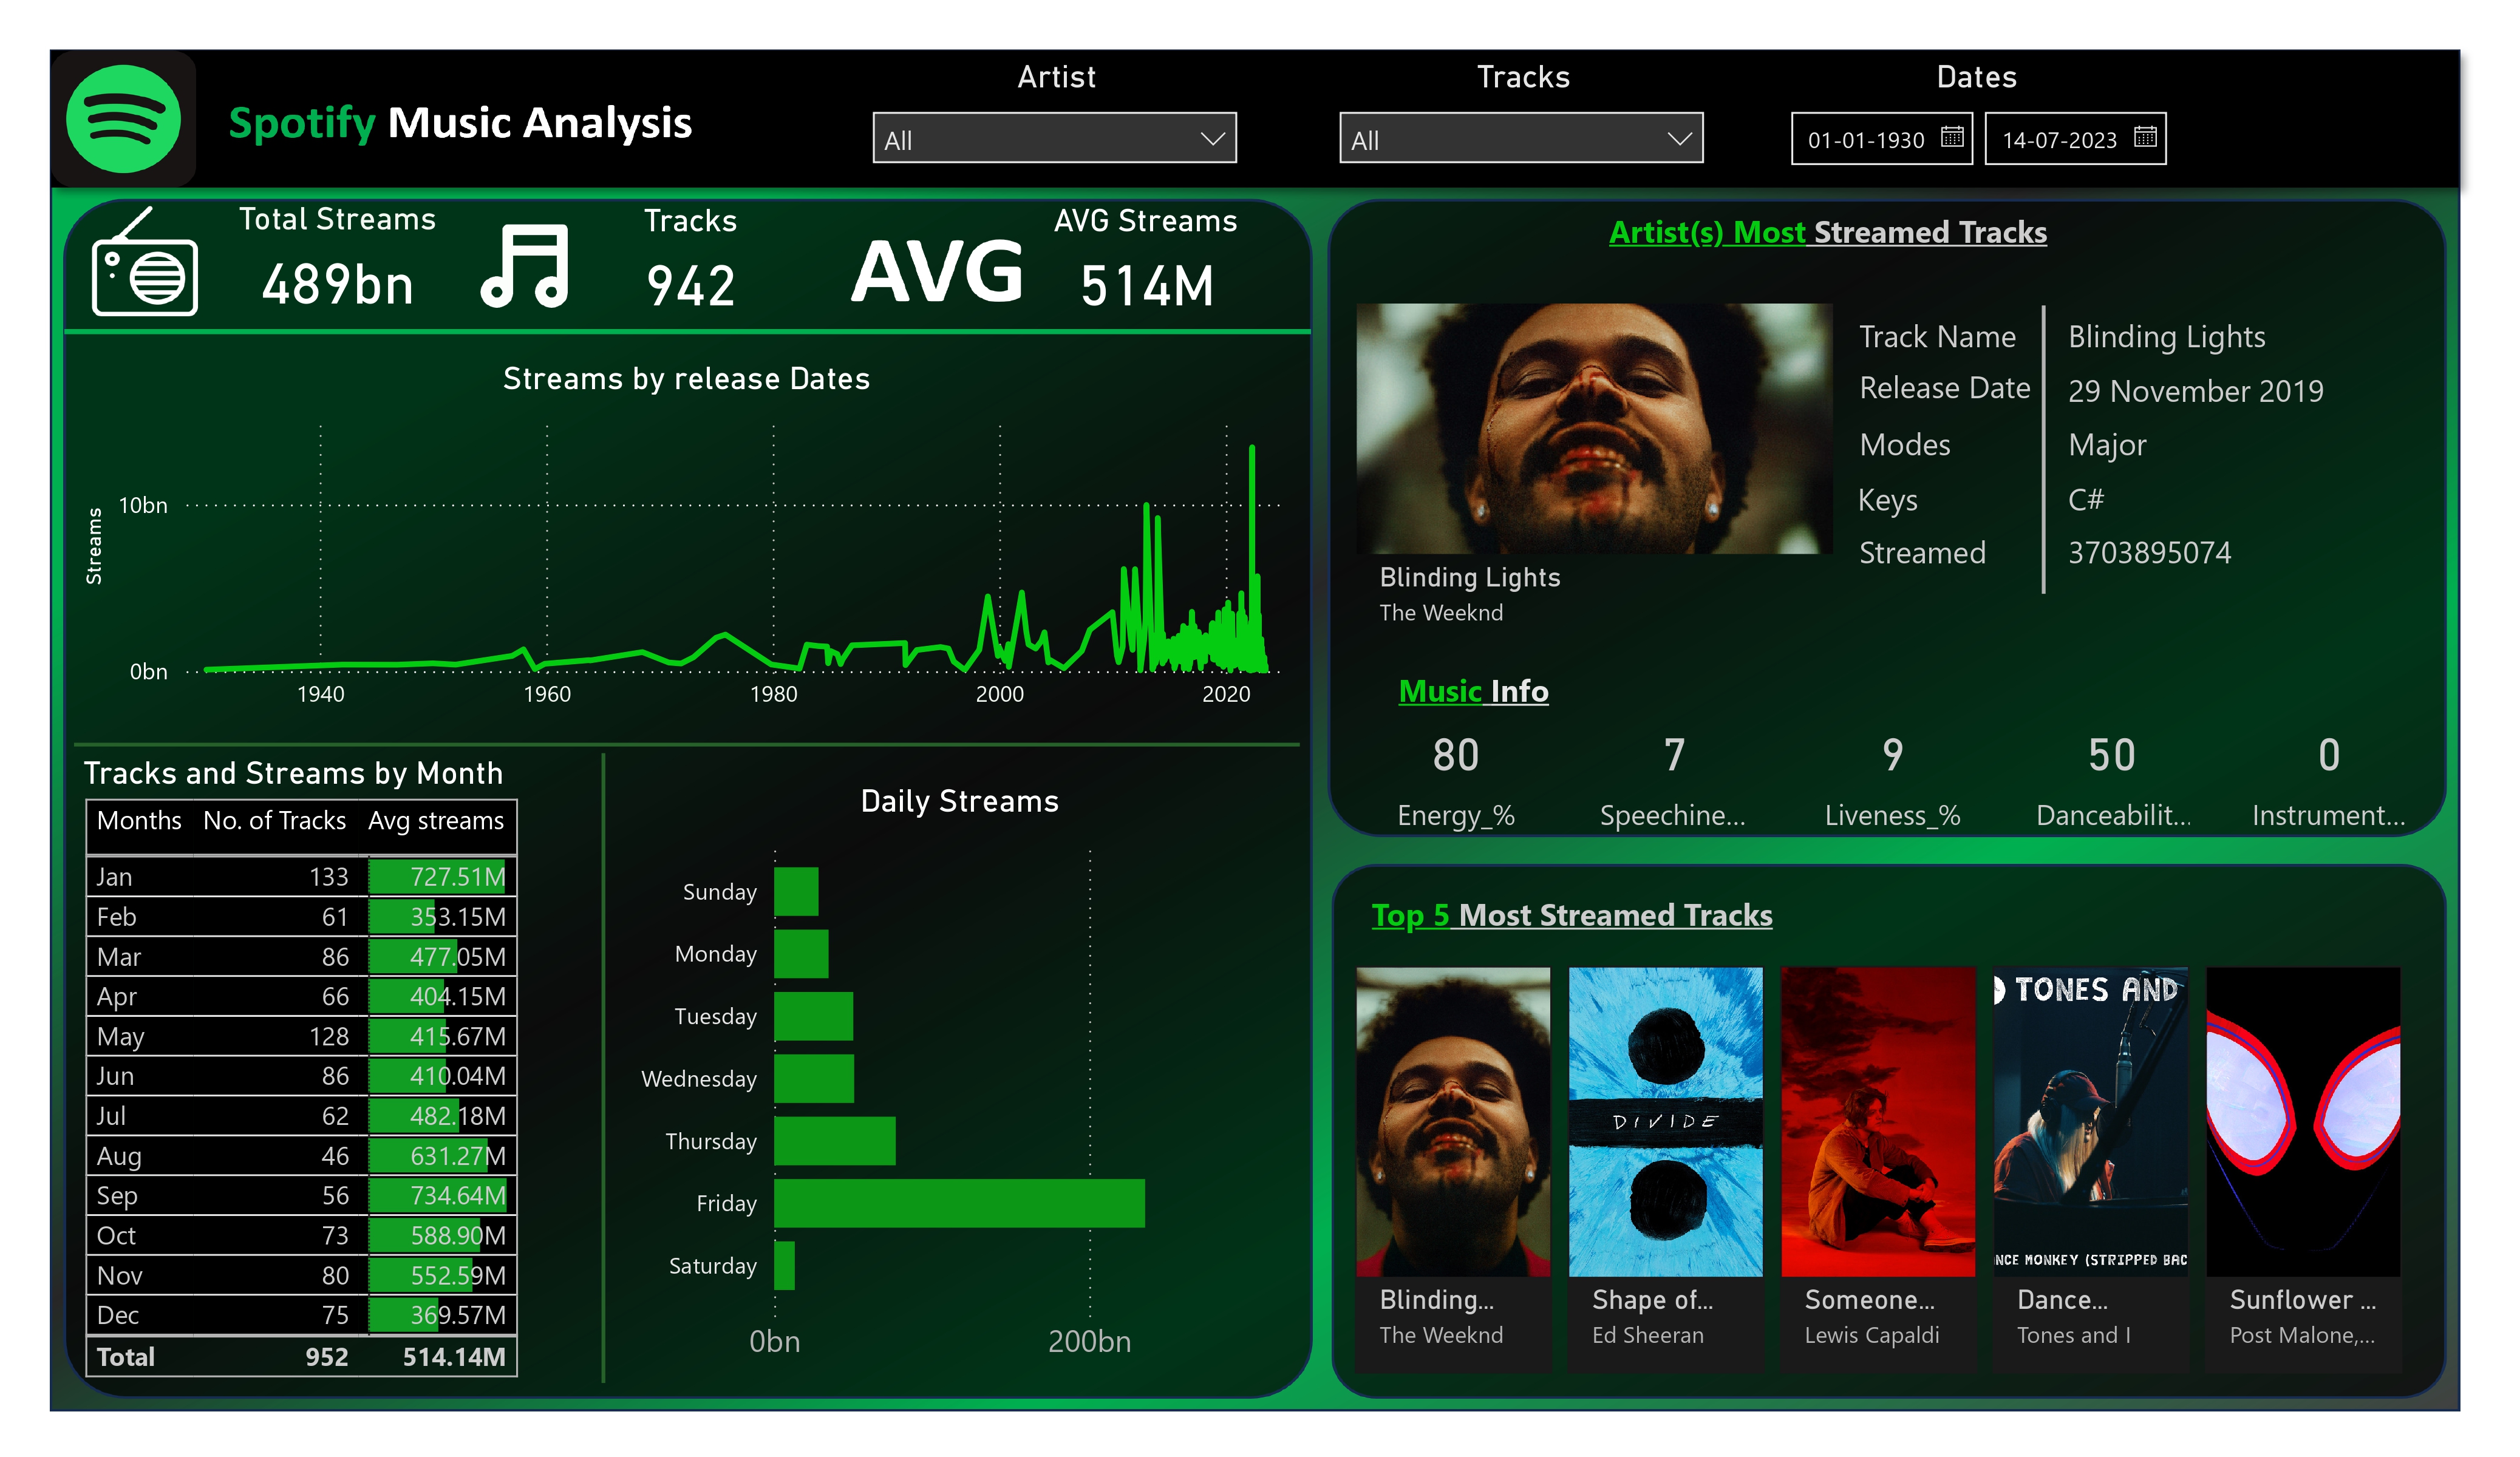 Spotify Music Analysis
Artist
All
Tracks
All
Dates
01-01-1930
14-07-2023
Total Streams
489bn
Tracks
942
AVG
AVG Streams
514M
Streams by release Dates
Streams
10bn
0bn
1940 1960 1980 2000 2020
Tracks and Streams by Month
Months No. of Tracks Avg streams
Jan 133 727.51M
Feb 61 353.15M
Mar 86 477.05M
Apr 66 404.15M
May 128 415.67M
Jun 86 410.04M
Jul 62 482.18M
Aug 46 631.27M
Sep 56 734.64M
Oct 73 588.90M
Nov 80 552.59M
Dec 75 369.57M
Total 952 514.14M
Daily Streams
Sunday
Monday
Tuesday
Wednesday
Thursday
Friday
Saturday
0bn 200bn
Artist(s) Most Streamed Tracks
Blinding Lights
The Weeknd
Track Name Blinding Lights
Release Date 29 November 2019
Modes Major
Keys C#
Streamed 3703895074
Music Info
80 7 9 50 0
Energy_% Speechine... Liveness_% Danceabilit... Instrument...
Top 5 Most Streamed Tracks
DIVIDE
TONES AND
NCE MONKEY (STRIPPED BAC
Blinding... Shape of... Someone... Dance... Sunflower ...
The Weeknd Ed Sheeran Lewis Capaldi Tones and I Post Malone,...